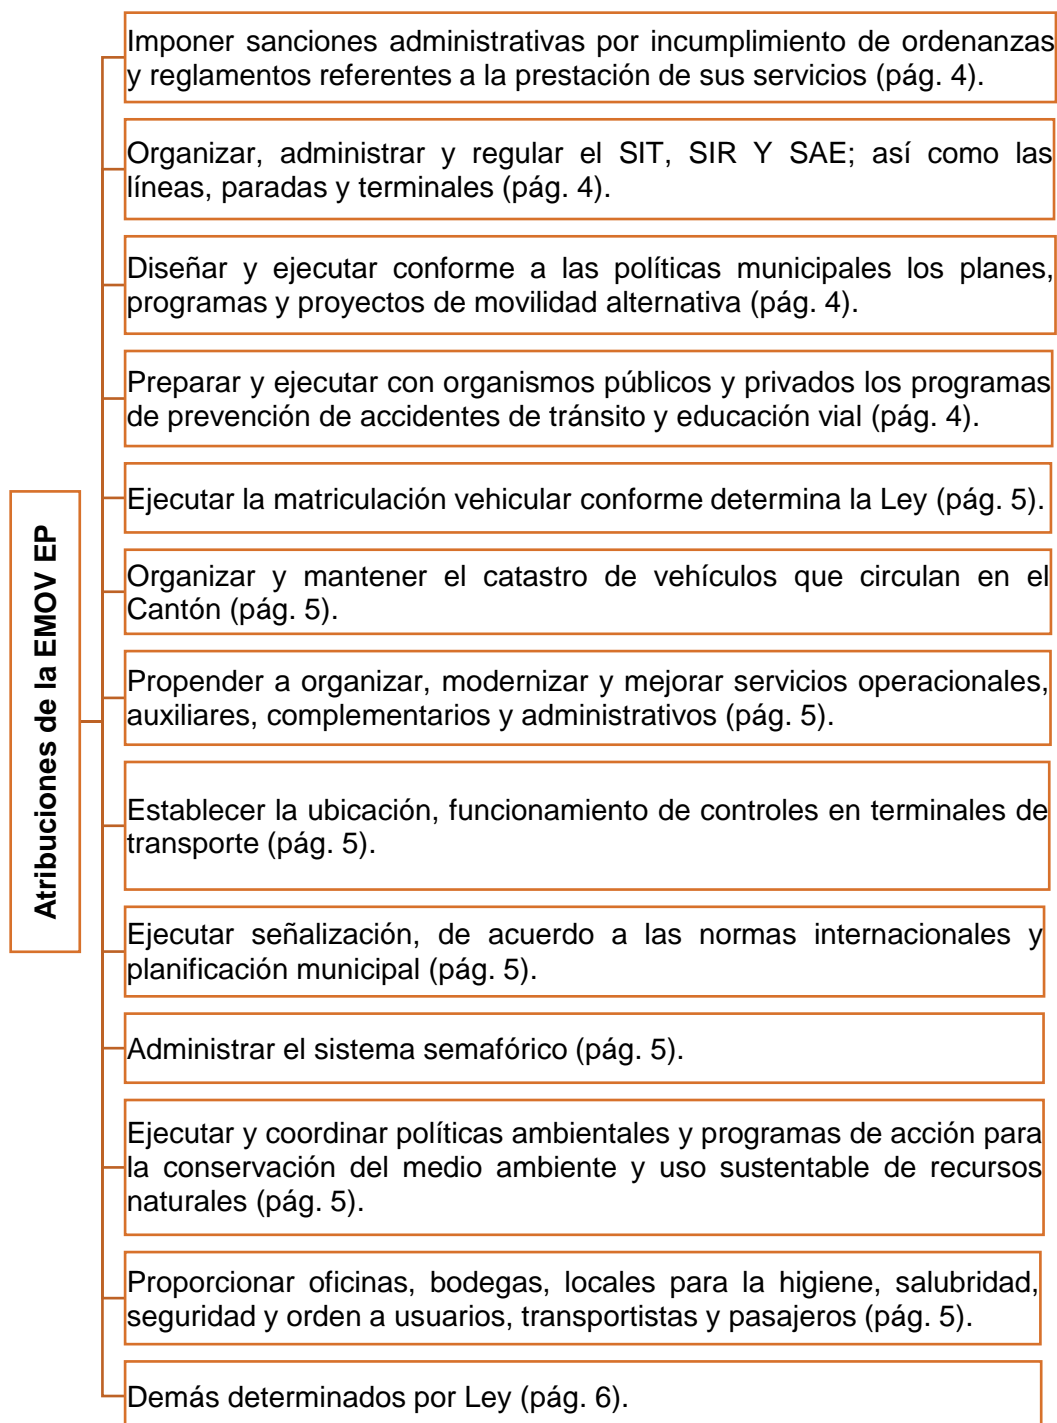 Atribuciones de la EMOV EP
Imponer sanciones administrativas por incumplimiento de ordenanzas
y reglamentos referentes a la prestación de sus servicios (pág. 4).
Organizar, administrar y regular el SIT, SIR Y SAE; así como las
líneas, paradas y terminales (pág. 4).
Diseñar y ejecutar conforme a las políticas municipales los planes,
programas y proyectos de movilidad alternativa (pág. 4).
Preparar y ejecutar con organismos públicos y privados los programas
de prevención de accidentes de tránsito y educación vial (pág. 4).
Ejecutar la matriculación vehicular conforme determina la Ley (pág. 5).
Organizar y mantener el catastro de vehículos que circulan en el
Cantón (pág. 5).
Propender a organizar, modernizar y mejorar servicios operacionales,
auxiliares, complementarios y administrativos (pág. 5).
Establecer la ubicación, funcionamiento de controles en terminales de
transporte (pág. 5).
Ejecutar señalización, de acuerdo a las normas internacionales y
planificación municipal (pág. 5).
Administrar el sistema semafórico (pág. 5).
Ejecutar y coordinar políticas ambientales y programas de acción para
la conservación del medio ambiente y uso sustentable de recursos
naturales (pág. 5).
Proporcionar oficinas, bodegas, locales para la higiene, salubridad,
seguridad y orden a usuarios, transportistas y pasajeros (pág. 5).
Demás determinados por Ley (pág. 6).